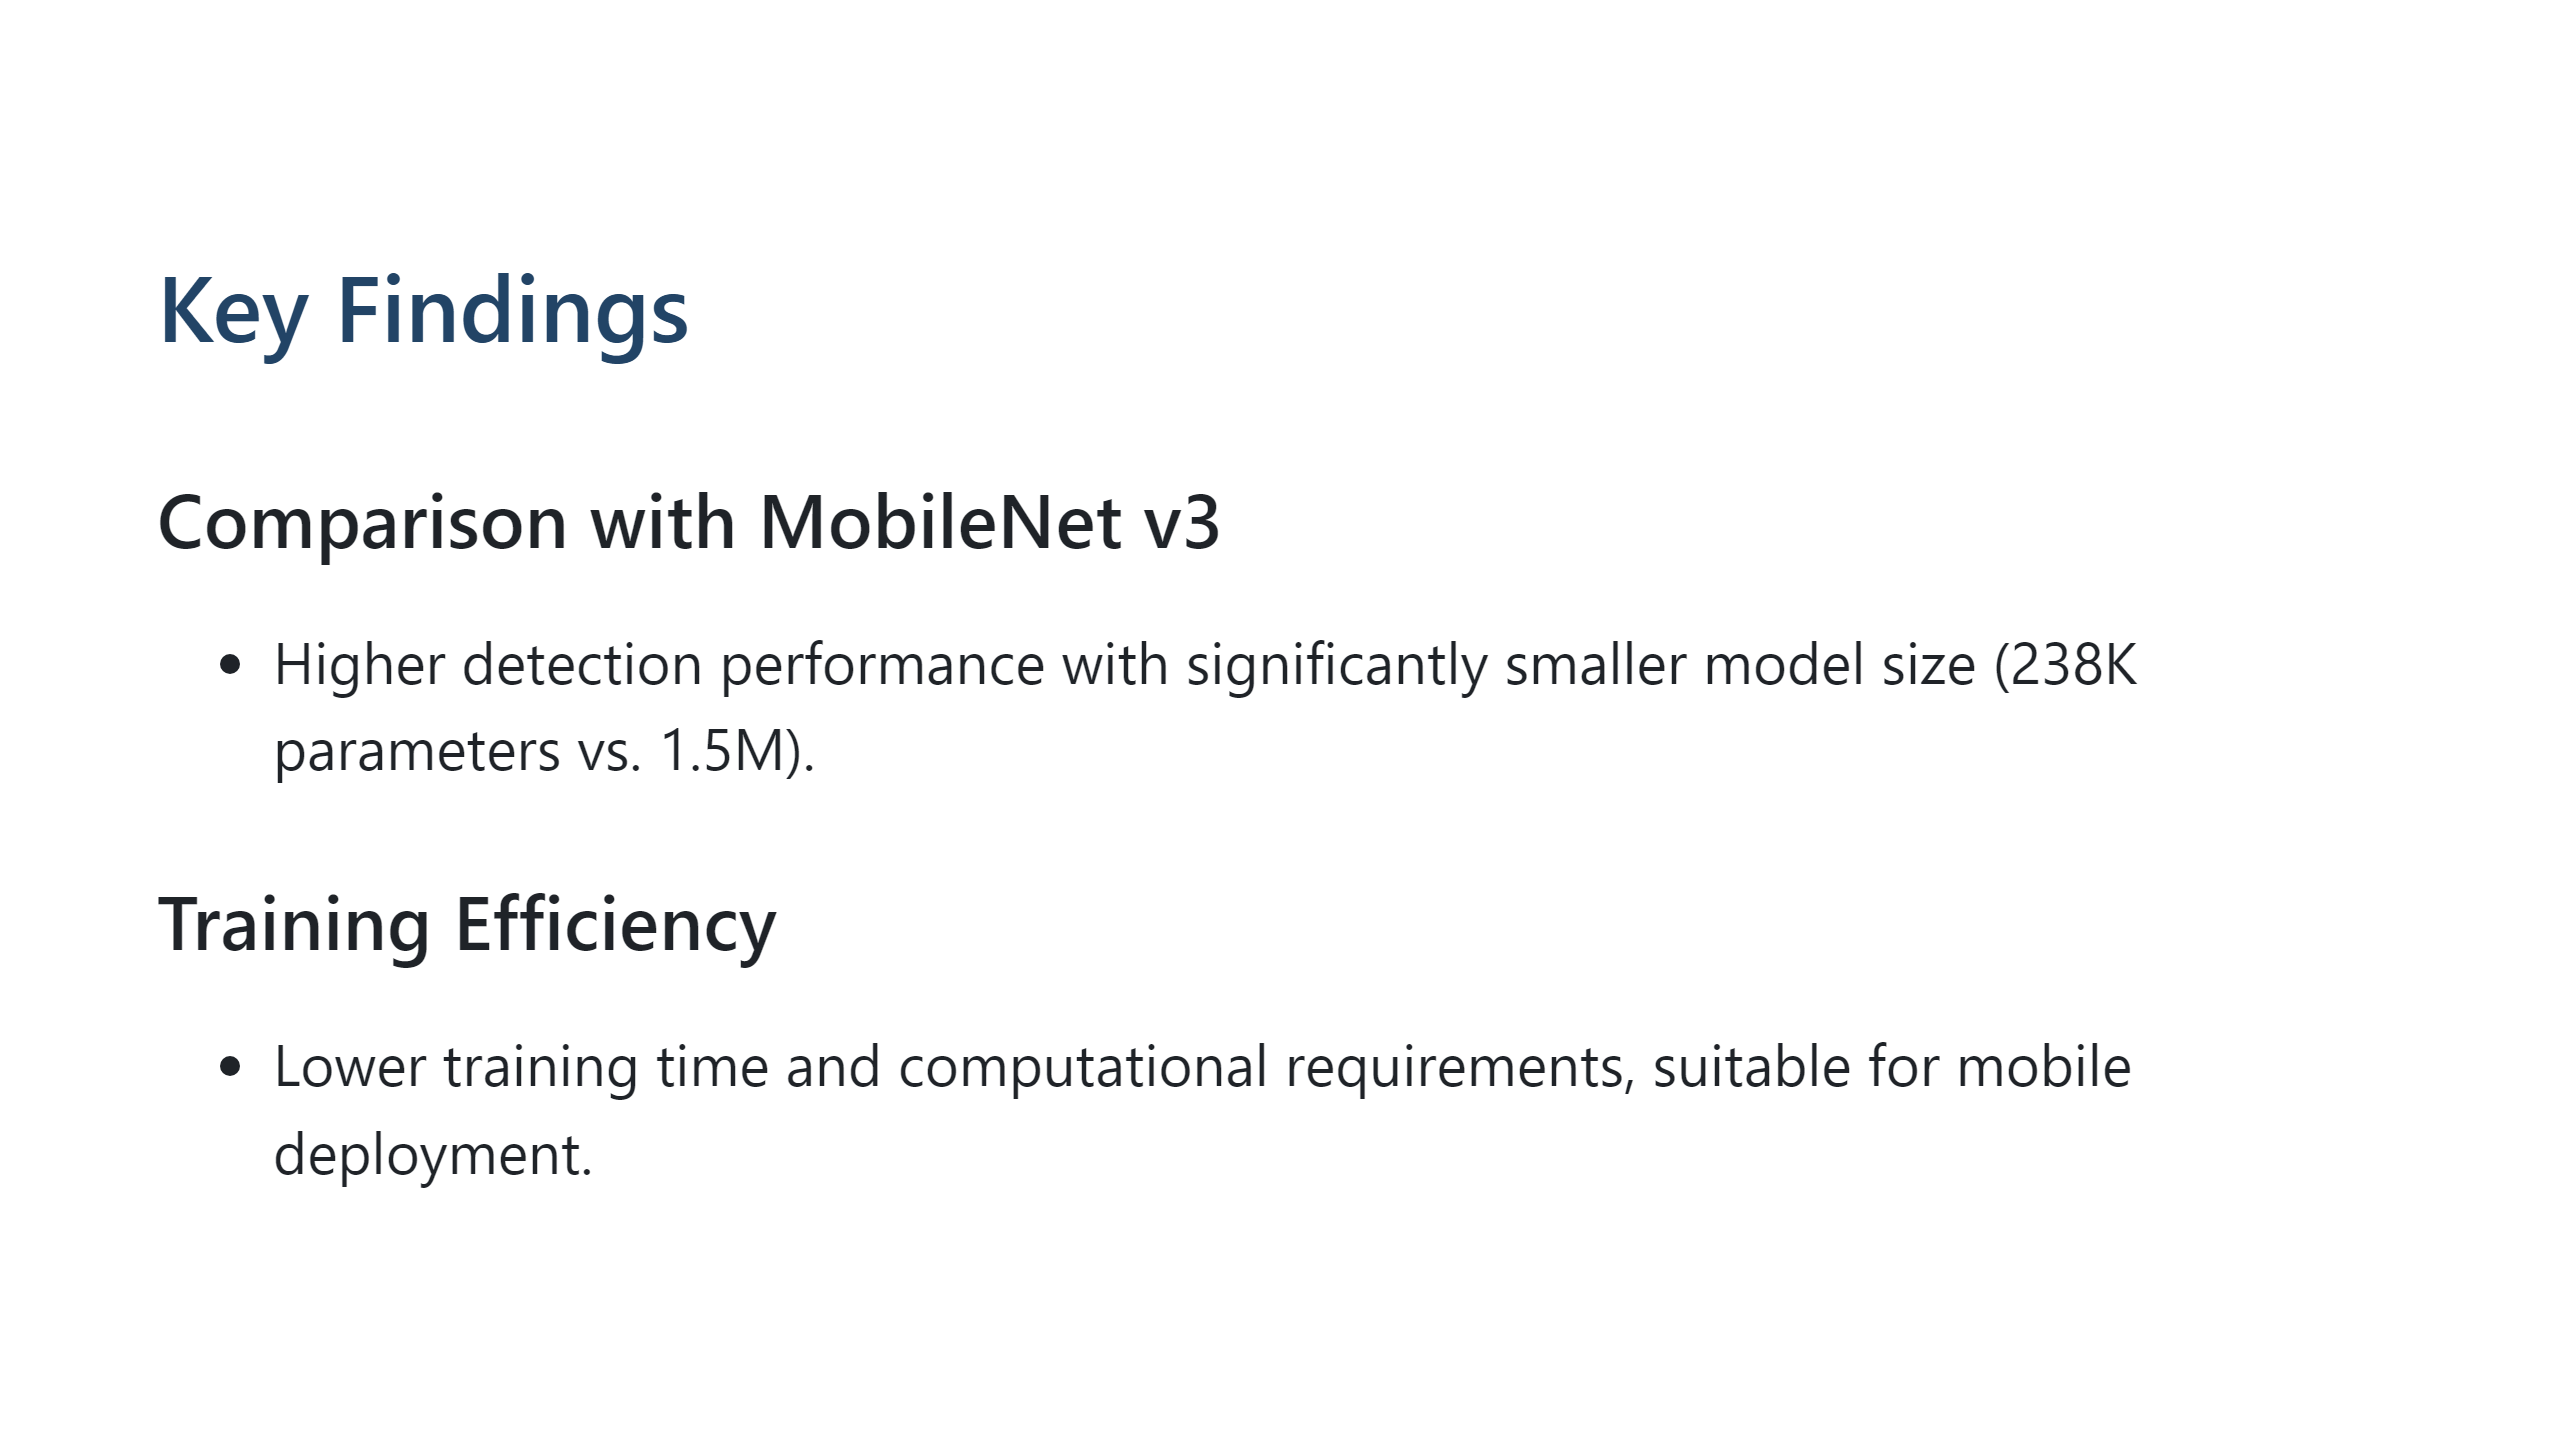 Key Findings
Comparison with MobileNet v3
• Higher detection performance with significantly smaller model size (238K
parameters vs. 1.5M).
Training Efficiency
• Lower training time and computational requirements, suitable for mobile
deployment.